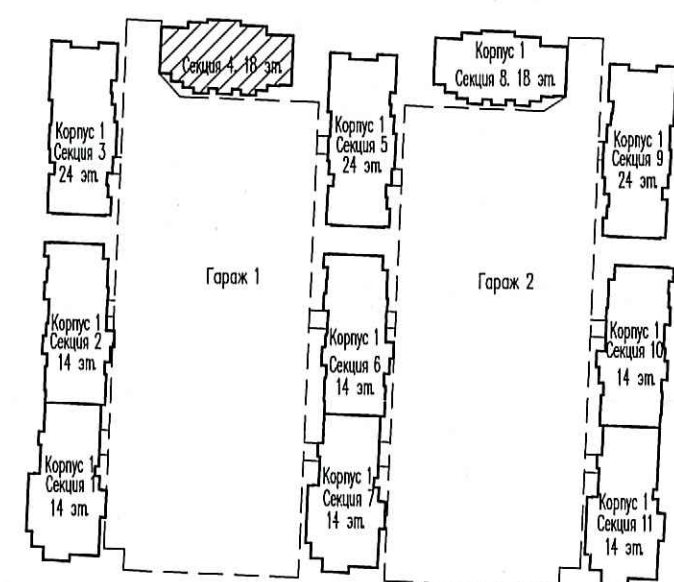 Секция 4. 18 эт.
Корпус 1
Секция 8. 18 эт.
Корпус 1
Секция 3
24 эт.
Корпус 1
Секция 5
24 эт.
Корпус 1
Секция 9
24 эт.
Гараж 1
Гараж 2
Корпус 1
Секция 2
14 эт.
Корпус 1
Секция 6
14 эт.
Корпус 1
Секция 10
14 эт.
Корпус 1
Секция 1
14 эт.
Корпус 1
Секция 7
14 эт.
Корпус 1
Секция 11
14 эт.